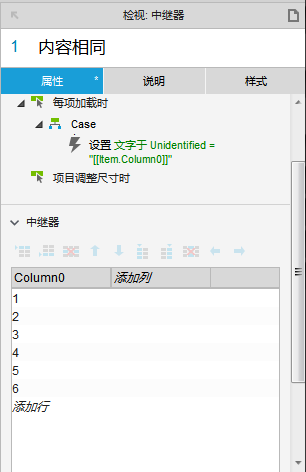 检视: 中继器
1 内容相同
属性 * 说明 样式
每项加载时
Case
设置 文字于 Unidentified =
"[[Item.Column0]]"
项目调整尺寸时
中继器
Column0 添加列
1
2
3
4
5
6
添加行